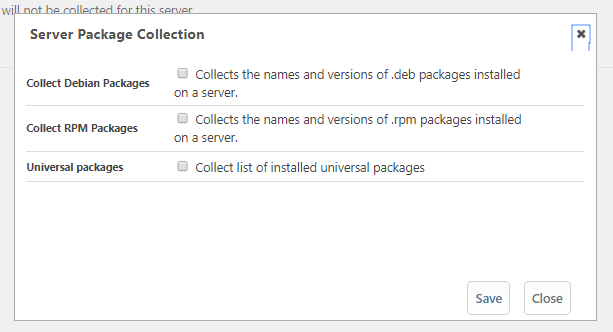 will not be collected for this server
Server Package Collection
Collect Debian Packages
Collects the names and versions of .deb packages installed
on a server.
Collect RPM Packages
Collects the names and versions of .rpm packages installed
on a server.
Universal packages
Collect list of installed universal packages
Save
Close